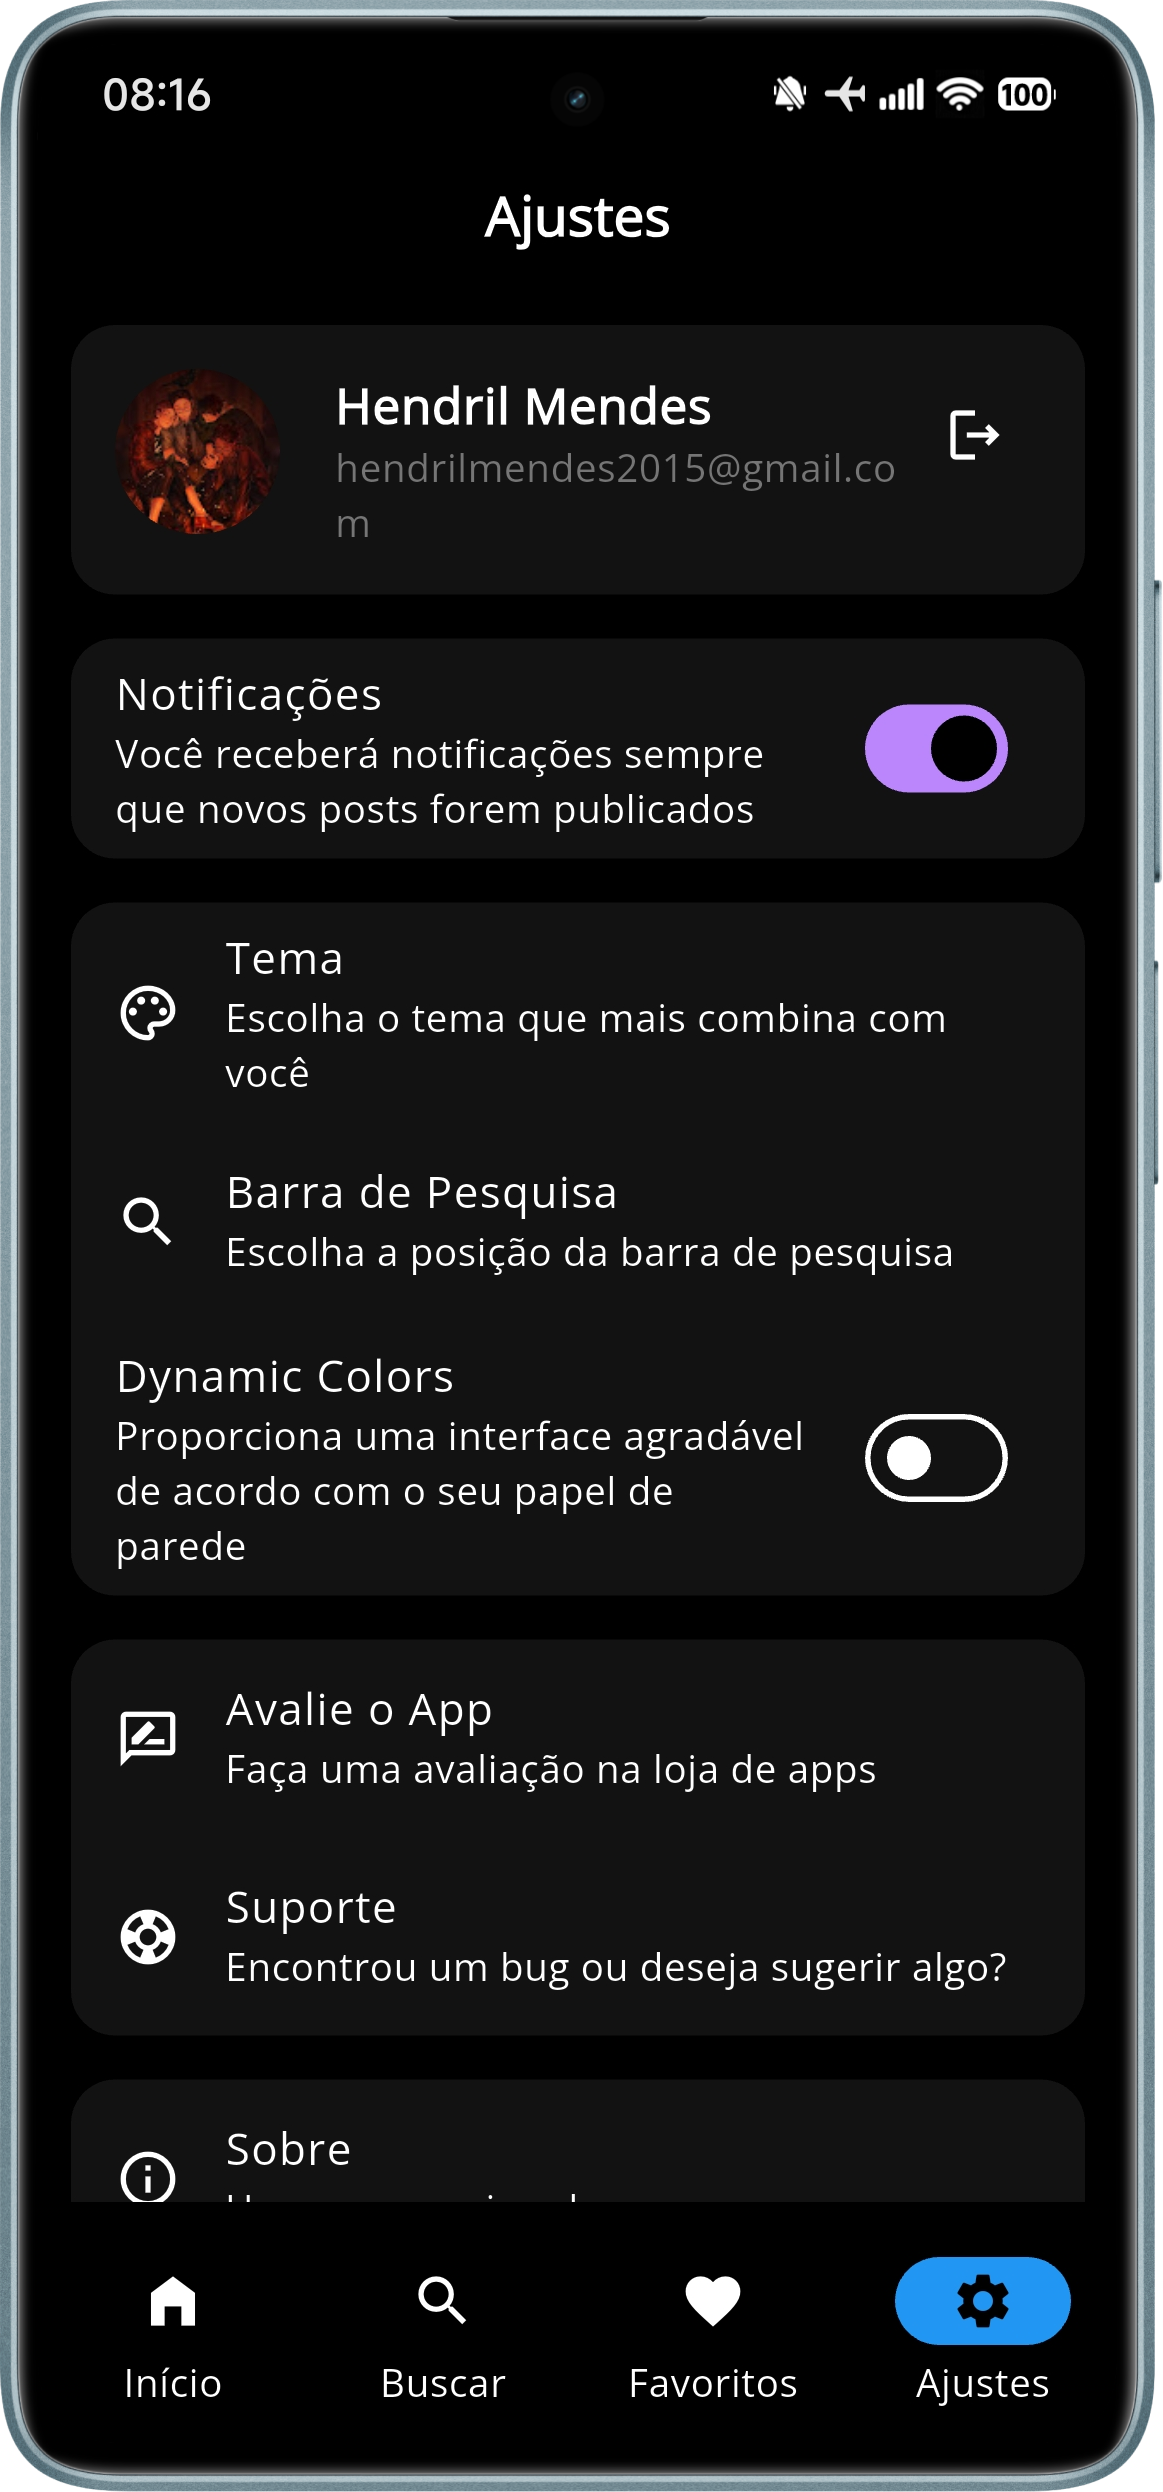 08:16
100
Ajustes
Hendril Mendes
hendrilmendes2015@gmail.co
m
Notificações
Você receberá notificações sempre
que novos posts forem publicados
Tema
Escolha o tema que mais combina com
você
Barra de Pesquisa
Escolha a posição da barra de pesquisa
Dynamic Colors
Proporciona uma interface agradável
de acordo com o seu papel de
parede
Avalie o App
Faça uma avaliação na loja de apps
Suporte
Encontrou um bug ou deseja sugerir algo?
Sobre
Início
Buscar
Favoritos
Ajustes